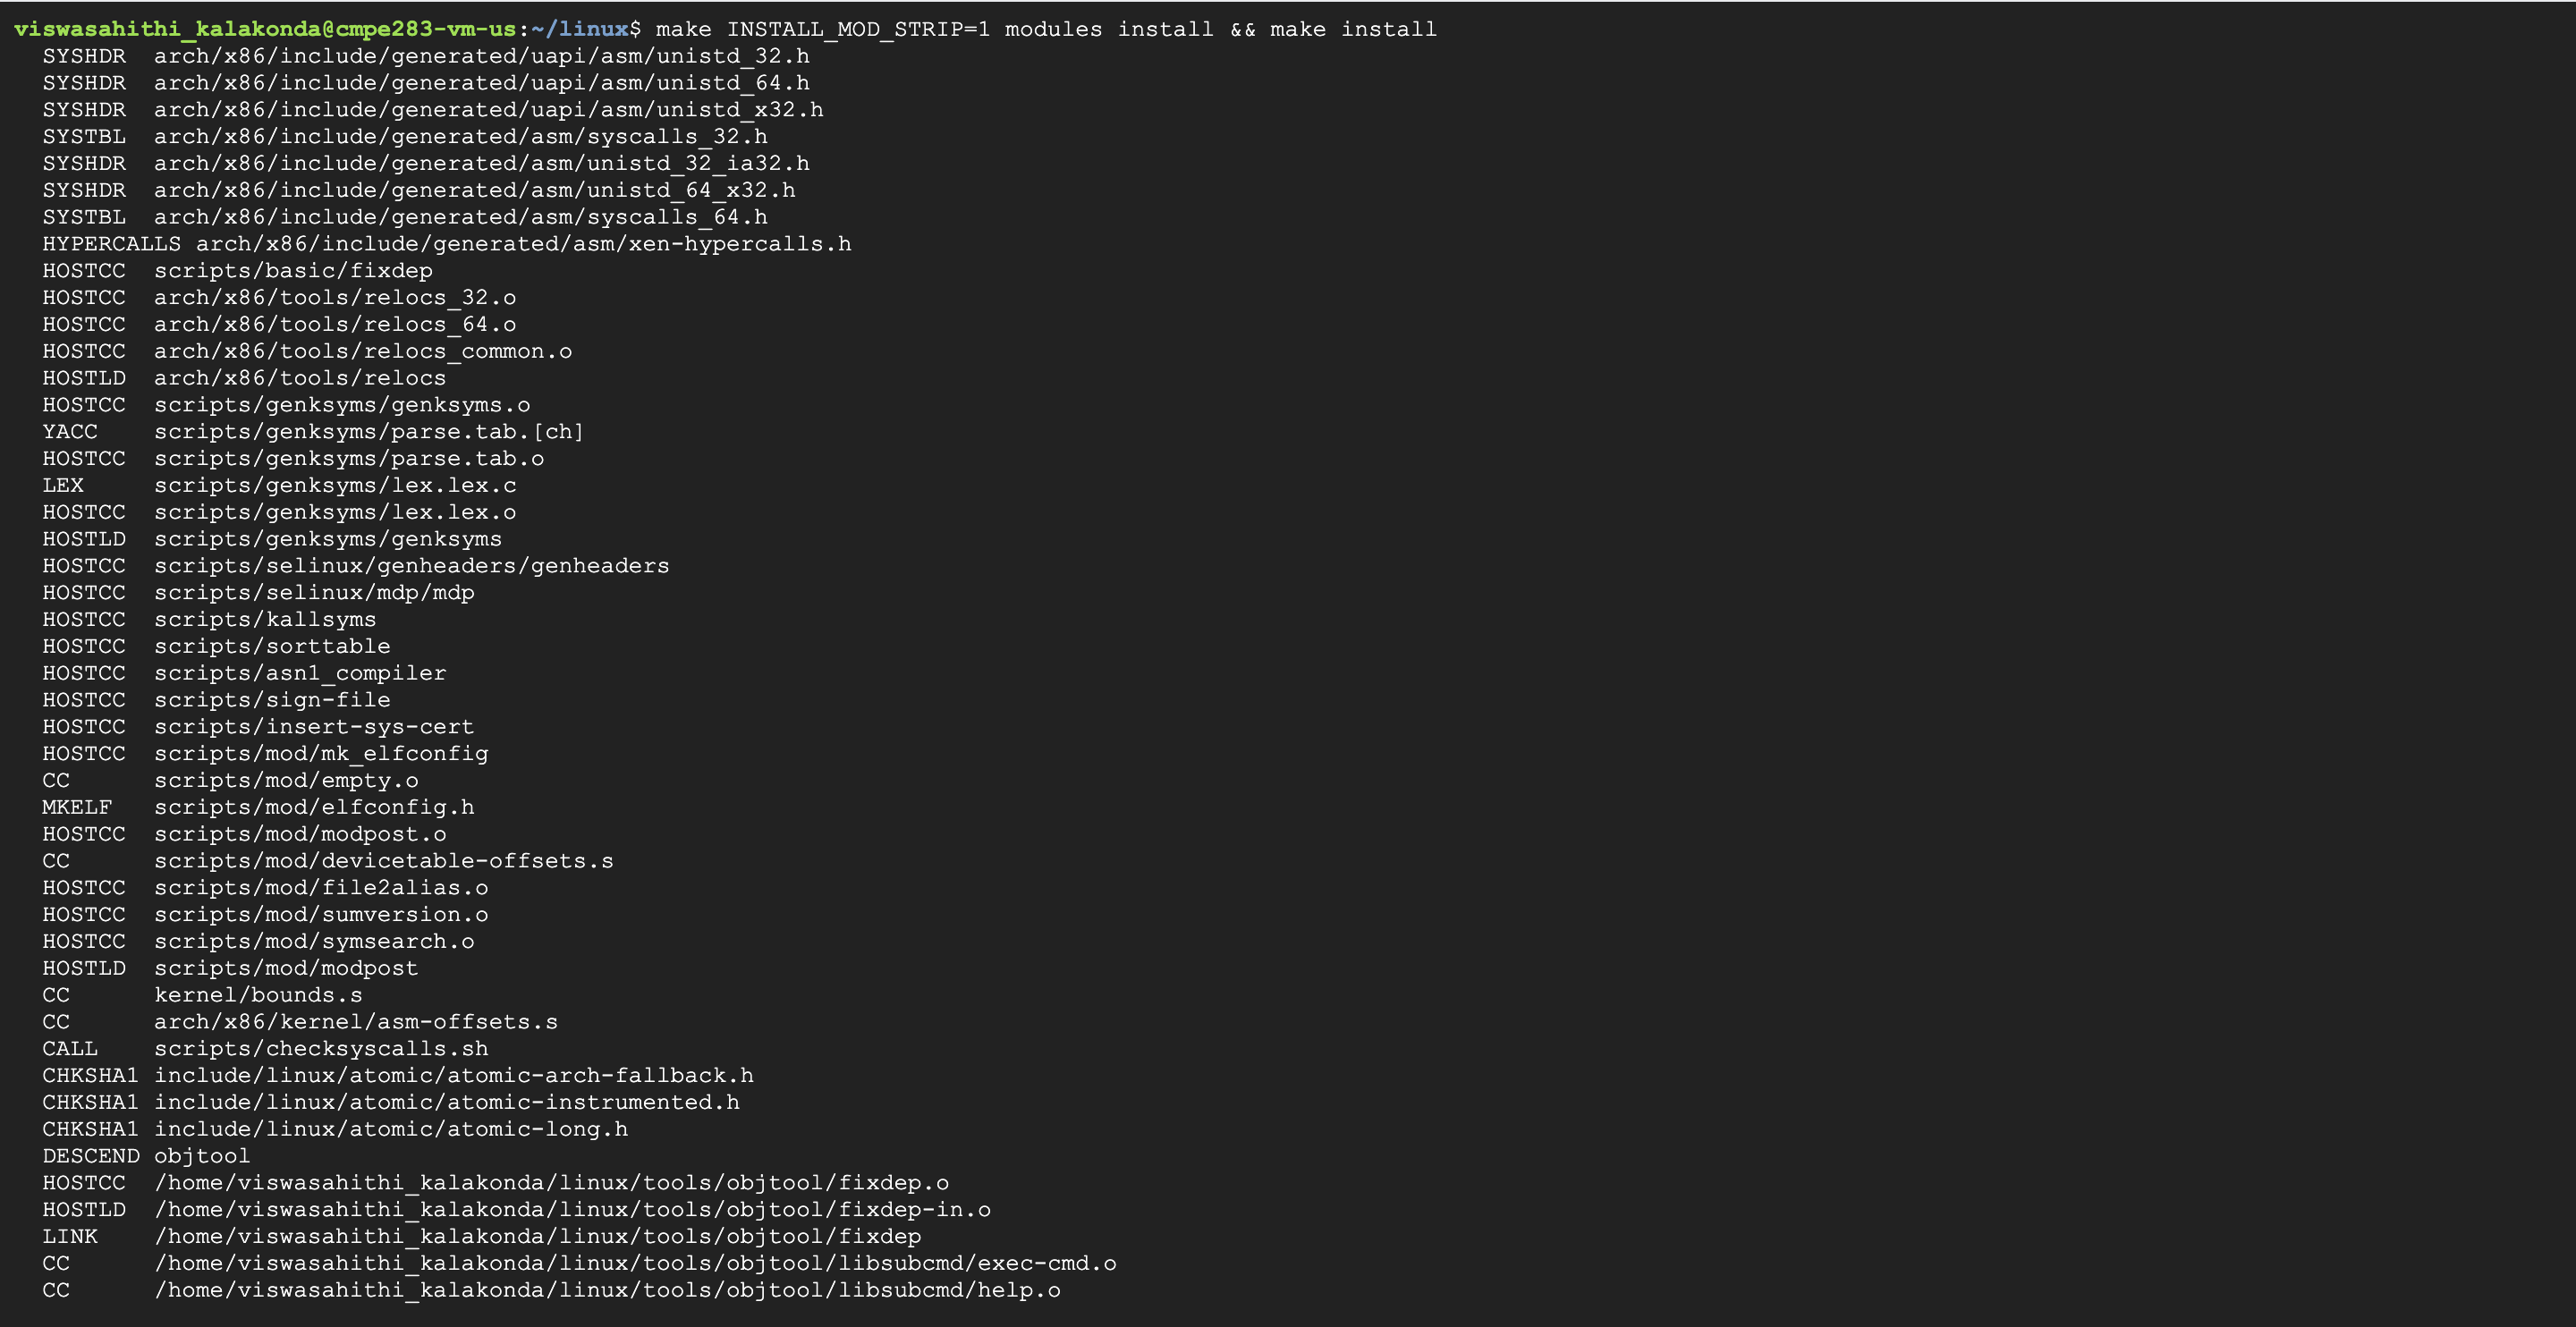 viswasahithi_kalakonda@cmpe283-vm-us:~/linux$ make INSTALL_MOD_STRIP=1 modules install && make install
  SYSHDR  arch/x86/include/generated/uapi/asm/unistd_32.h
  SYSHDR  arch/x86/include/generated/uapi/asm/unistd_64.h
  SYSHDR  arch/x86/include/generated/uapi/asm/unistd_x32.h
  SYSTBL  arch/x86/include/generated/asm/syscalls_32.h
  SYSHDR  arch/x86/include/generated/asm/unistd_32_ia32.h
  SYSHDR  arch/x86/include/generated/asm/unistd_64_x32.h
  SYSTBL  arch/x86/include/generated/asm/syscalls_64.h
  HYPERCALLS arch/x86/include/generated/asm/xen-hypercalls.h
  HOSTCC  scripts/basic/fixdep
  HOSTCC  arch/x86/tools/relocs_32.o
  HOSTCC  arch/x86/tools/relocs_64.o
  HOSTCC  arch/x86/tools/relocs_common.o
  HOSTLD  arch/x86/tools/relocs
  HOSTCC  scripts/genksyms/genksyms.o
  YACC    scripts/genksyms/parse.tab.[ch]
  HOSTCC  scripts/genksyms/parse.tab.o
  LEX     scripts/genksyms/lex.lex.c
  HOSTCC  scripts/genksyms/lex.lex.o
  HOSTLD  scripts/genksyms/genksyms
  HOSTCC  scripts/selinux/genheaders/genheaders
  HOSTCC  scripts/selinux/mdp/mdp
  HOSTCC  scripts/kallsyms
  HOSTCC  scripts/sorttable
  HOSTCC  scripts/asn1_compiler
  HOSTCC  scripts/sign-file
  HOSTCC  scripts/insert-sys-cert
  HOSTCC  scripts/mod/mk_elfconfig
  CC      scripts/mod/empty.o
  MKELF   scripts/mod/elfconfig.h
  HOSTCC  scripts/mod/modpost.o
  CC      scripts/mod/devicetable-offsets.s
  HOSTCC  scripts/mod/file2alias.o
  HOSTCC  scripts/mod/sumversion.o
  HOSTCC  scripts/mod/symsearch.o
  HOSTLD  scripts/mod/modpost
  CC      kernel/bounds.s
  CC      arch/x86/kernel/asm-offsets.s
  CALL    scripts/checksyscalls.sh
  CHKSHA1 include/linux/atomic/atomic-arch-fallback.h
  CHKSHA1 include/linux/atomic/atomic-instrumented.h
  CHKSHA1 include/linux/atomic/atomic-long.h
  DESCEND objtool
  HOSTCC  /home/viswasahithi_kalakonda/linux/tools/objtool/fixdep.o
  HOSTLD  /home/viswasahithi_kalakonda/linux/tools/objtool/fixdep-in.o
  LINK    /home/viswasahithi_kalakonda/linux/tools/objtool/fixdep
  CC      /home/viswasahithi_kalakonda/linux/tools/objtool/libsubcmd/exec-cmd.o
  CC      /home/viswasahithi_kalakonda/linux/tools/objtool/libsubcmd/help.o